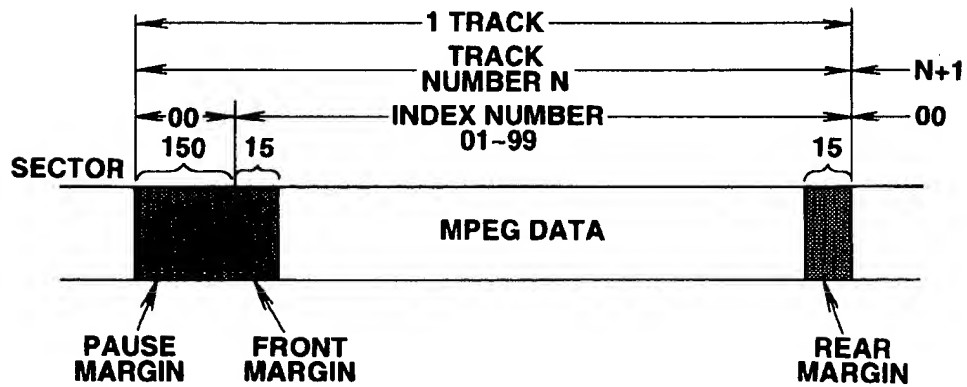 1 TRACK
TRACK
NUMBER N
N+1
00
INDEX NUMBER
01~99
00
150
15
15
SECTOR
MPEG DATA
PAUSE
MARGIN
FRONT
MARGIN
REAR
MARGIN